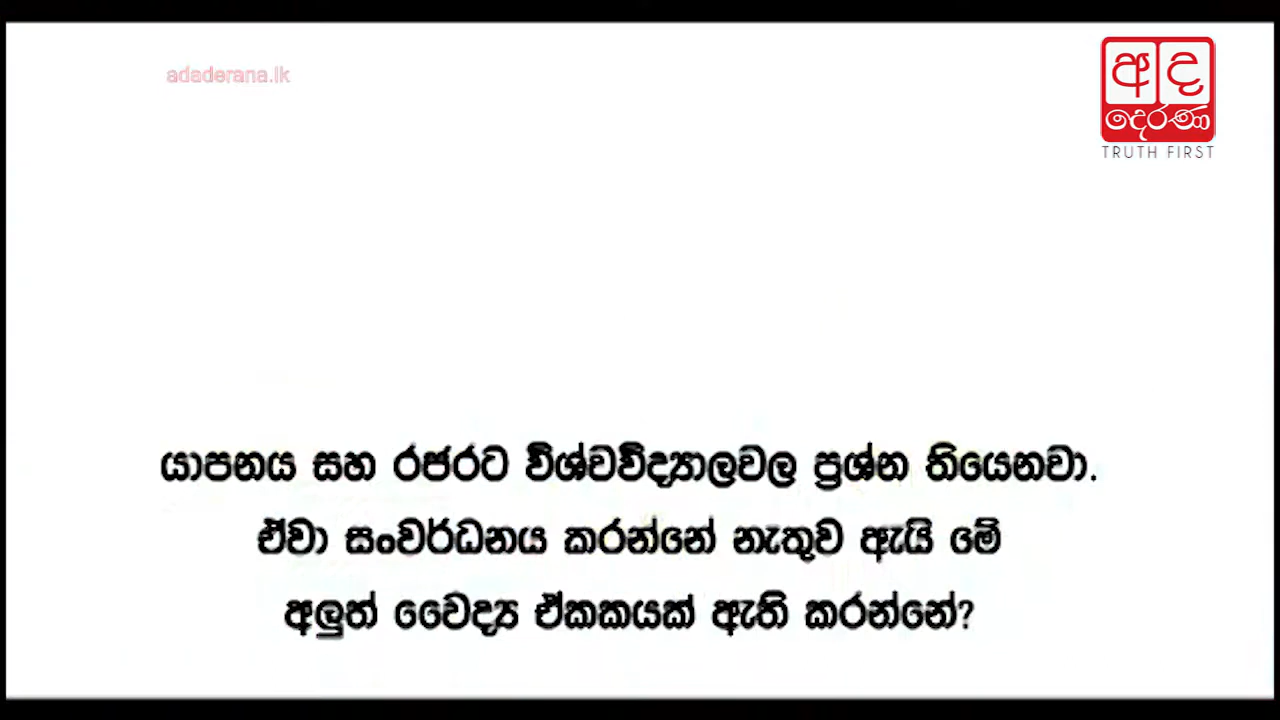 adaderana.lk
අද
දෙරණ
TRUTH FIRST
යාපනය සහ රජරට විශ්වවිද්‍යාලවල ප්‍රශ්න තියෙනවා.
ඒවා සංවර්ධනය කරන්නේ නැතුව ඇයි මේ
අලුත් වෛද්‍ය ඒකකයක් ඇති කරන්නේ?